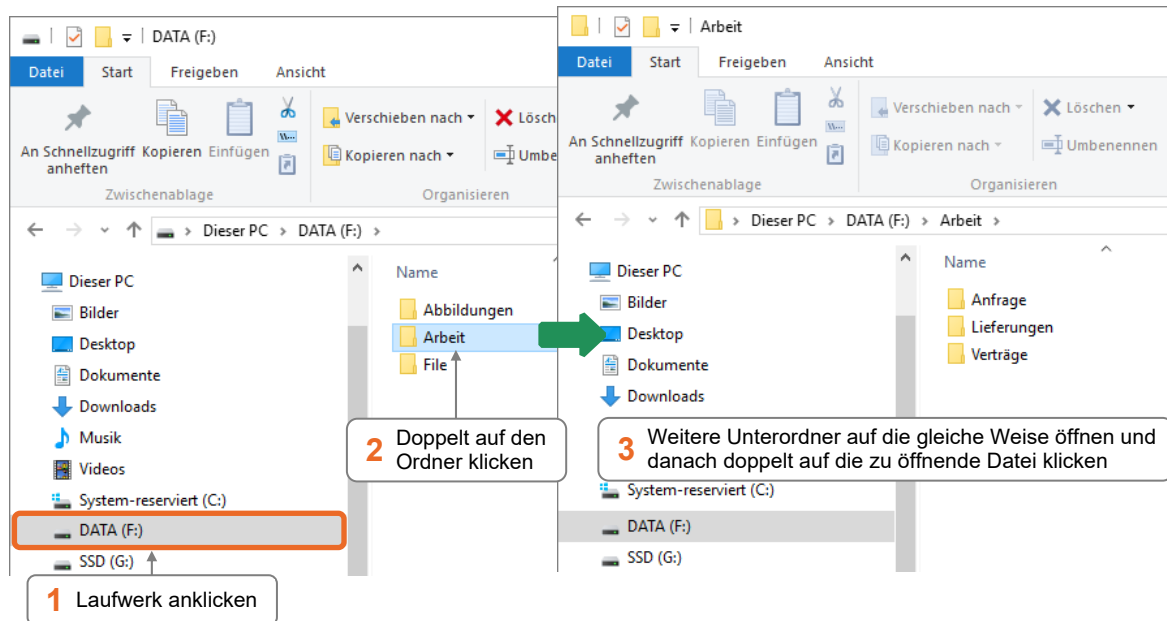 DATA (F:)
Datei Start Freigeben Ansicht
An Schnellzugriff anheften
Kopieren
Einfügen
Verschieben nach
Kopieren nach
Lösch
Umbe
Zwischenablage
Organisieren
Dieser PC > DATA (F:) >
Dieser PC
Bilder
Desktop
Dokumente
Downloads
Musik
Videos
System-reserviert (C:)
DATA (F:)
SSD (G:)
Name
Abbildungen
Arbeit
File
1 Laufwerk anklicken
2 Doppelt auf den
Ordner klicken
Arbeit
Datei Start Freigeben Ansicht
An Schnellzugriff
anheften
Kopieren
Einfügen
Verschieben nach
Kopieren nach
Löschen
Umbenennen
Zwischenablage
Organisieren
> Dieser PC > DATA (F:) > Arbeit >
Dieser PC
Bilder
Desktop
Dokumente
Downloads
System-reserviert (C:)
DATA (F:)
SSD (G:)
Name
Anfrage
Lieferungen
Verträge
3 Weitere Unterordner auf die gleiche Weise öffnen und
danach doppelt auf die zu öffnende Datei klicken